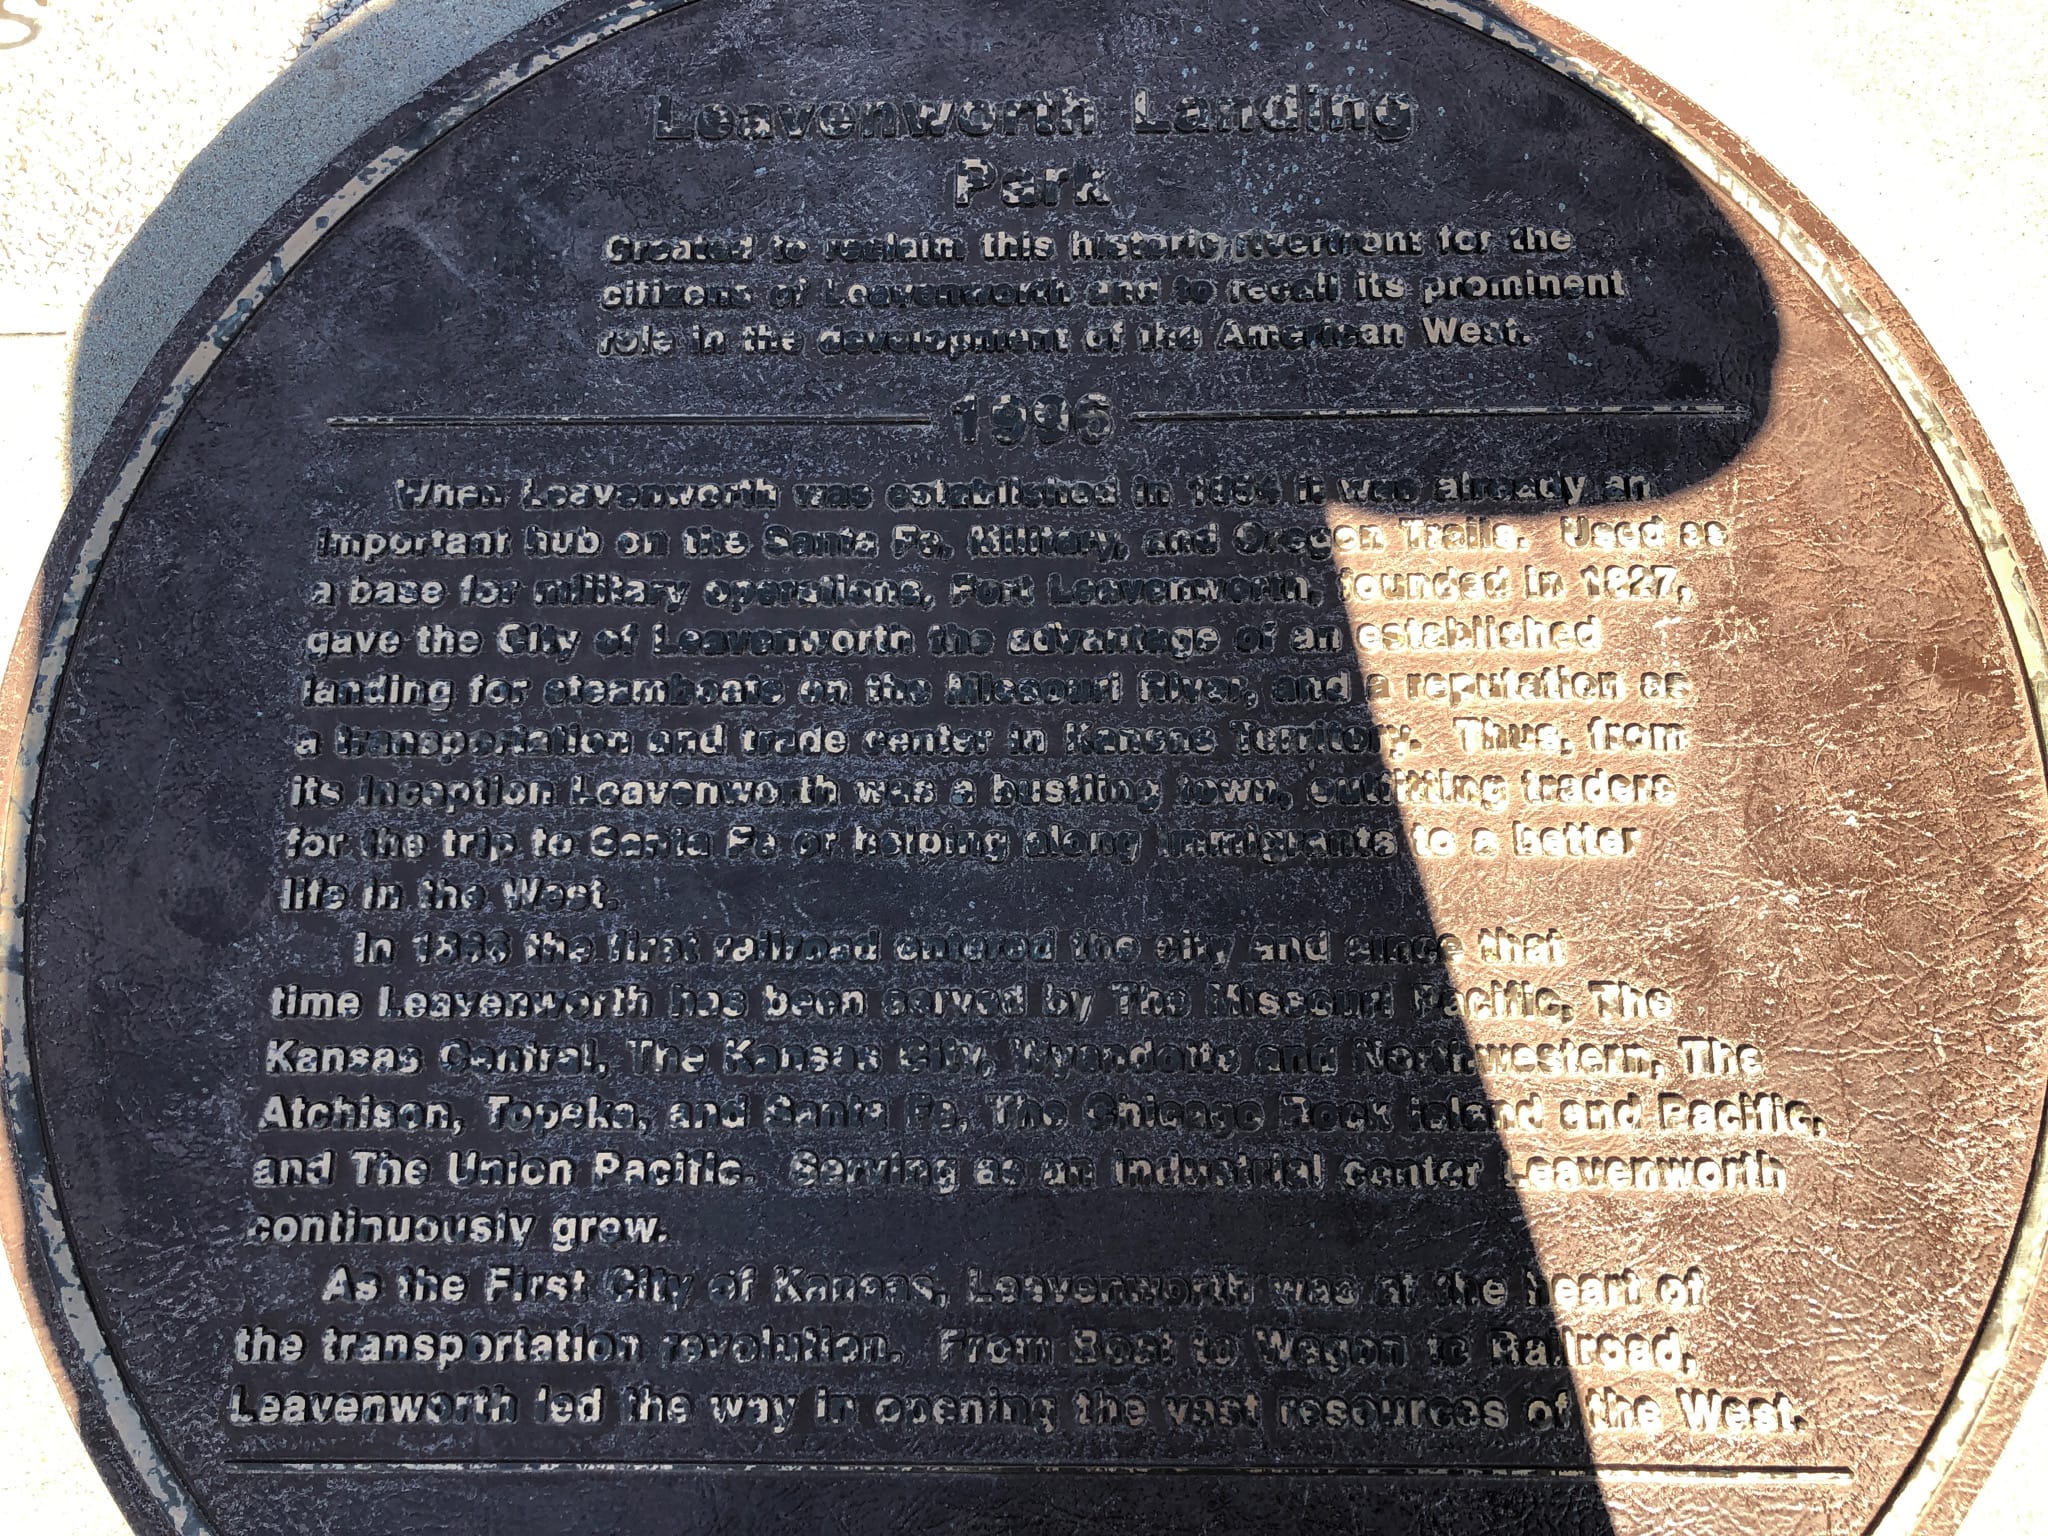 Leavenworth Landing
Park
Created to reclaim this historic riverfront for the
citizens of Leavenworth and to recall its prominent
role in the development of the American West.
1996
When Leavenworth was established in 1854 it was already an
important hub on the Santa Fe, Military, and Oregon Trails. Used as
a base for military operations, Fort Leavenworth, founded in 1827,
gave the City of Leavenworth the advantage of an established
landing for steamboats on the Missouri River, and a reputation as
a transportation and trade center in Kansas Territory. Thus, from
its inception Leavenworth was a bustling town, outfitting traders
for the trip to Santa Fe or helping along immigrants to a better
life in the West.
In the first railroad entered the city and since that
time Leavenworth has been served by The Missouri Pacific, The
Kansas Central, The Kansas City, Wyandotte and Northwestern, The
Atchison, Topeka, and Santa Fe, The Chicago Rock Island and Pacific,
and The Union Pacific. Serving as an industrial center Leavenworth
continuously grew.
As the First City of Kansas, Leavenworth was at the heart of
the transportation revolution. From Boat to Wagon to Railroad,
Leavenworth led the way in opening the vast resources of the West.